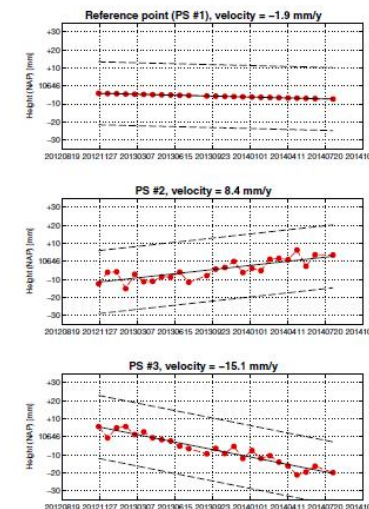 Reference point (PS #1), velocity = −1.9 mm/y
Height (NAP) [mm]
+30
+20
+10
10646
−10
−20
−30
20120819 20121127 20130307 20130615 20130923 20140101 20140411 20140720 201410
PS #2, velocity = 8.4 mm/y
Height (NAP) [mm]
+30
+20
+10
10646
−10
−20
−30
20120819 20121127 20130307 20130615 20130923 20140101 20140411 20140720 201410
PS #3, velocity = −15.1 mm/y
Height (NAP) [mm]
+30
+20
+10
10646
−10
−20
−30
20120819 20121127 20130307 20130615 20130923 20140101 20140411 20140720 201410